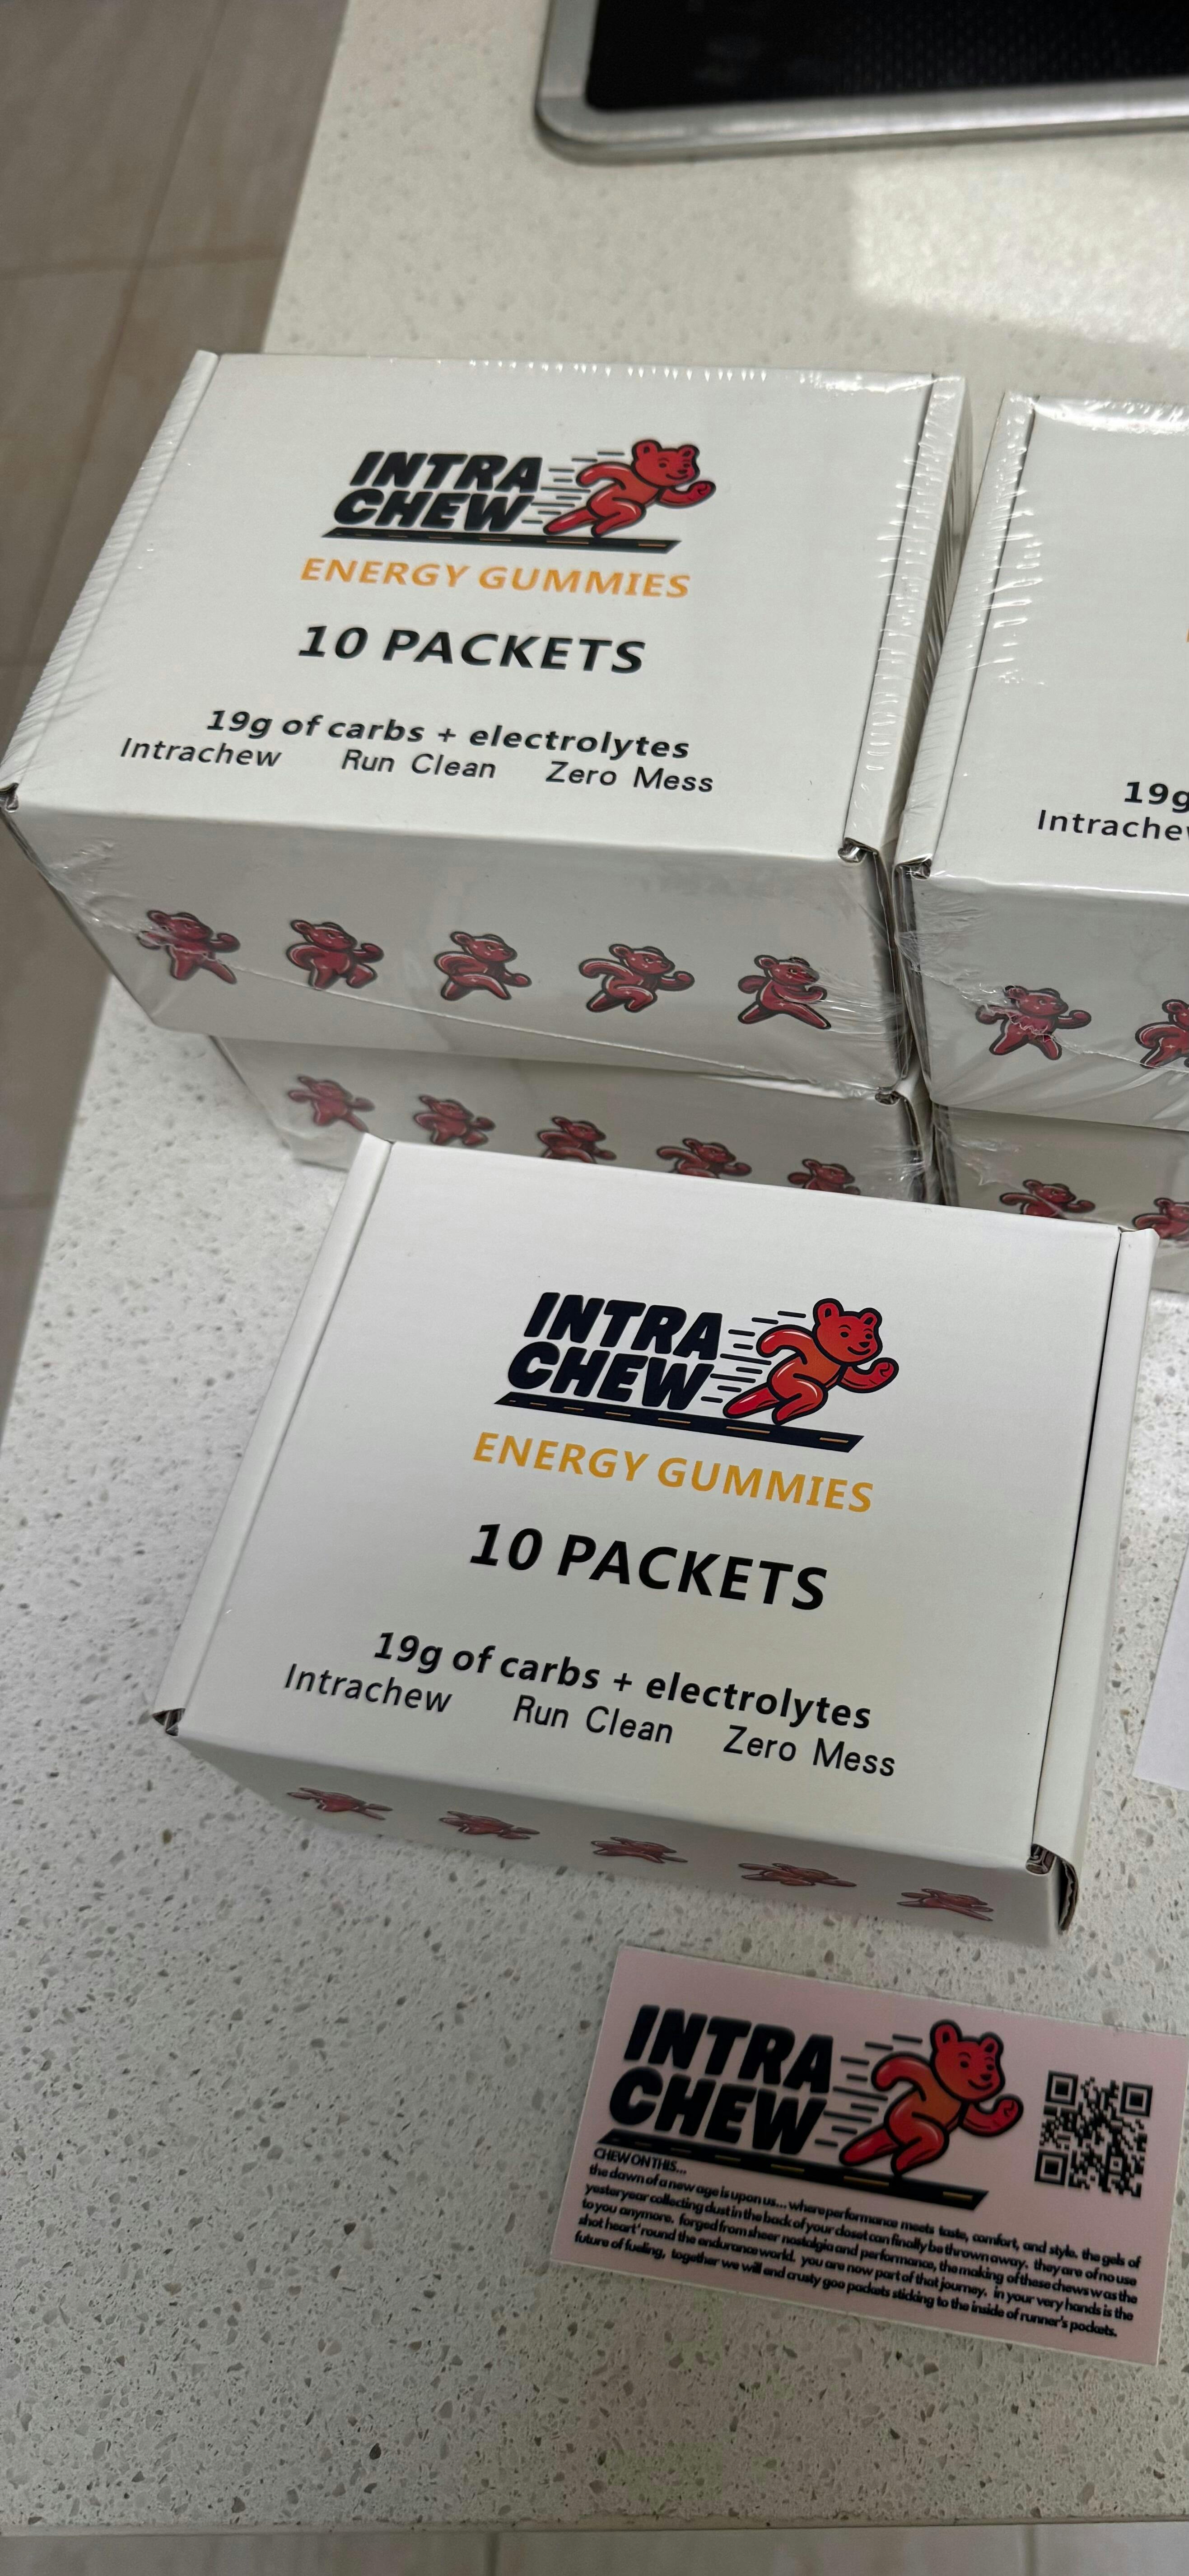 INTRA
CHEW
ENERGY GUMMIES
10 PACKETS
19g of carbs + electrolytes
Intrachew Run Clean Zero Mess
19g
Intrachew
INTRA
CHEW
ENERGY GUMMIES
10 PACKETS
19g of carbs + electrolytes
Intrachew Run Clean Zero Mess
INTRA
CHEW
CHEW ON THIS...
the dawn of a new age is upon us... where performance meets taste, comfort, and style. the gels of
yesteryear collecting dust in the back of your closet can finally be thrown away. they are of no use
to you anymore. forged from sheer nostalgia and performance, the making of these chews was the
shot heart 'round the endurance world. you are now part of that journey. in your very hands is the
future of fueling, together we will end crusty goo packets sticking to the inside of runner's pockets.